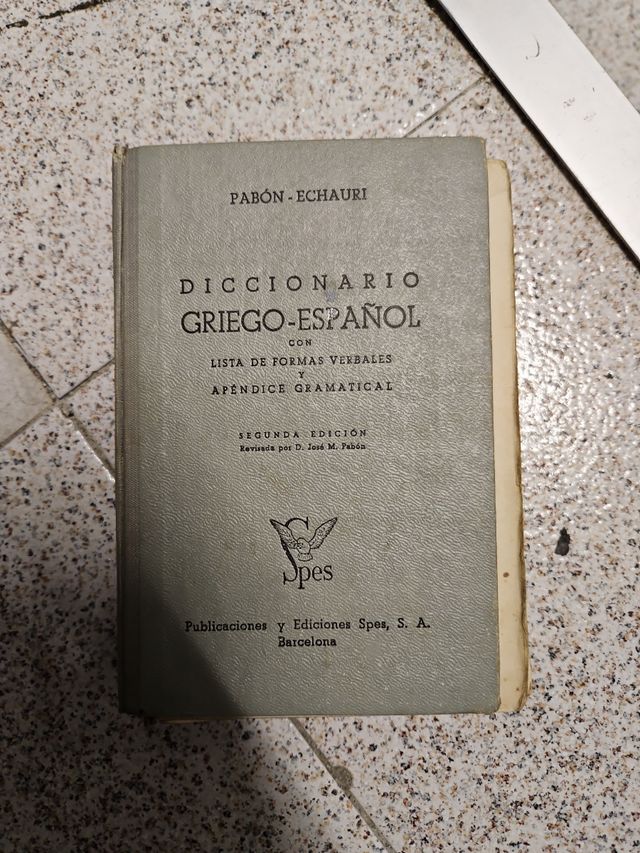 PABÓN - ECHAURI
DICCIONARIO
GRIEGO-ESPAÑOL
CON
LISTA DE FORMAS VERBALES
Y
APÉNDICE GRAMATICAL
SEGUNDA EDICIÓN
Revisada por D. José M. Pabón
Spes
Publicaciones y Ediciones Spes, S. A.
Barcelona